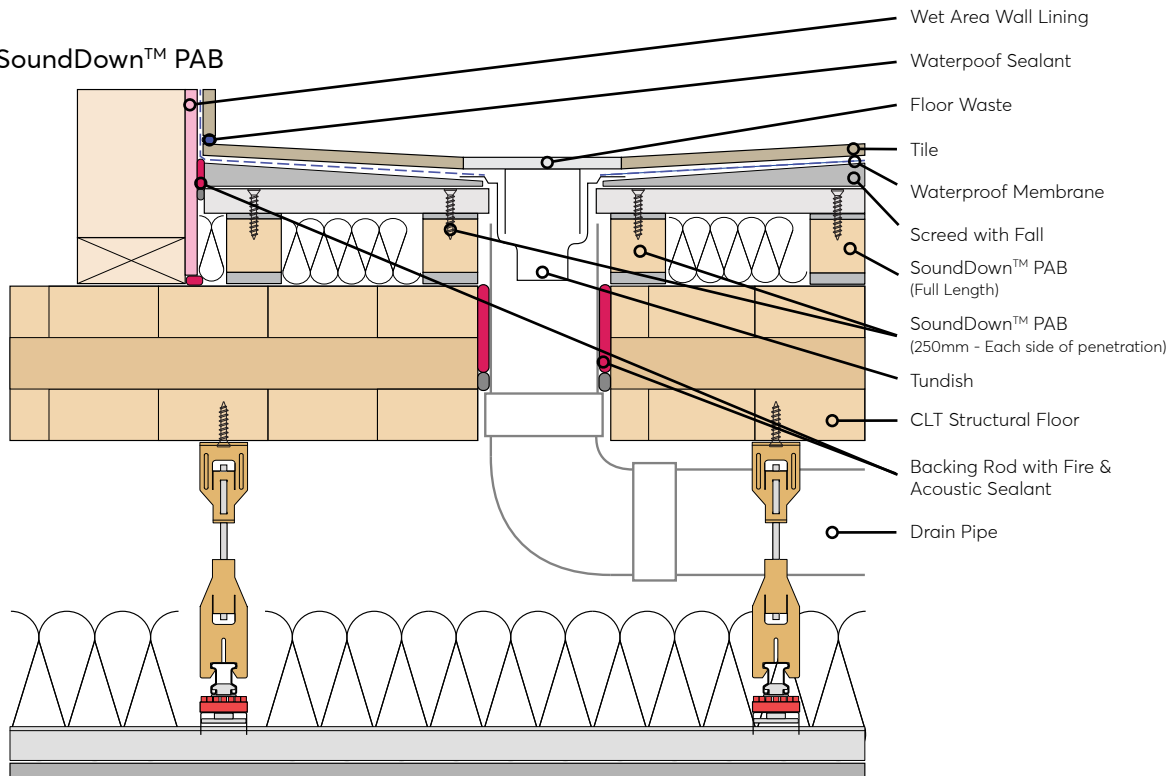 SoundDown™ PAB
Wet Area Wall Lining
Waterpoof Sealant
Floor Waste
Tile
Waterproof Membrane
Screed with Fall
SoundDown™ PAB
(Full Length)
SoundDown™ PAB
(250mm - Each side of penetration)
Tundish
CLT Structural Floor
Backing Rod with Fire &
Acoustic Sealant
Drain Pipe